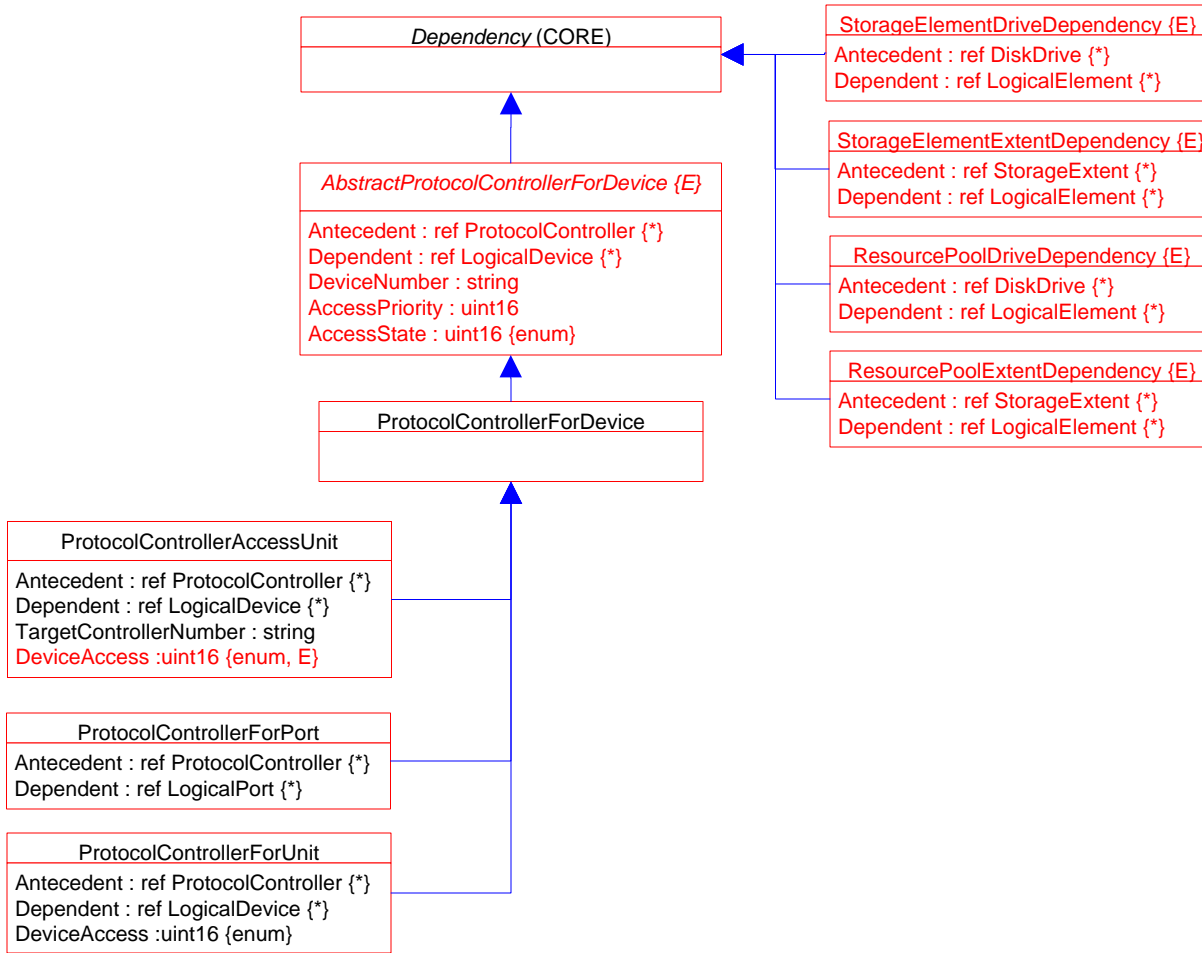 Dependency (CORE)
StorageElementDriveDependency {E}
Antecedent : ref DiskDrive {*}
Dependent : ref LogicalElement {*}
StorageElementExtentDependency {E}
Antecedent : ref StorageExtent {*}
Dependent : ref LogicalElement {*}
AbstractProtocolControllerForDevice {E}
Antecedent : ref ProtocolController {*}
Dependent : ref LogicalDevice {*}
DeviceNumber : string
AccessPriority : uint16
AccessState : uint16 {enum}
ResourcePoolDriveDependency {E}
Antecedent : ref DiskDrive {*}
Dependent : ref LogicalElement {*}
ResourcePoolExtentDependency {E}
Antecedent : ref StorageExtent {*}
Dependent : ref LogicalElement {*}
ProtocolControllerForDevice
ProtocolControllerAccessUnit
Antecedent : ref ProtocolController {*}
Dependent : ref LogicalDevice {*}
TargetControllerNumber : string
DeviceAccess :uint16 {enum, E}
ProtocolControllerForPort
Antecedent : ref ProtocolController {*}
Dependent : ref LogicalPort {*}
ProtocolControllerForUnit
Antecedent : ref ProtocolController {*}
Dependent : ref LogicalDevice {*}
DeviceAccess :uint16 {enum}